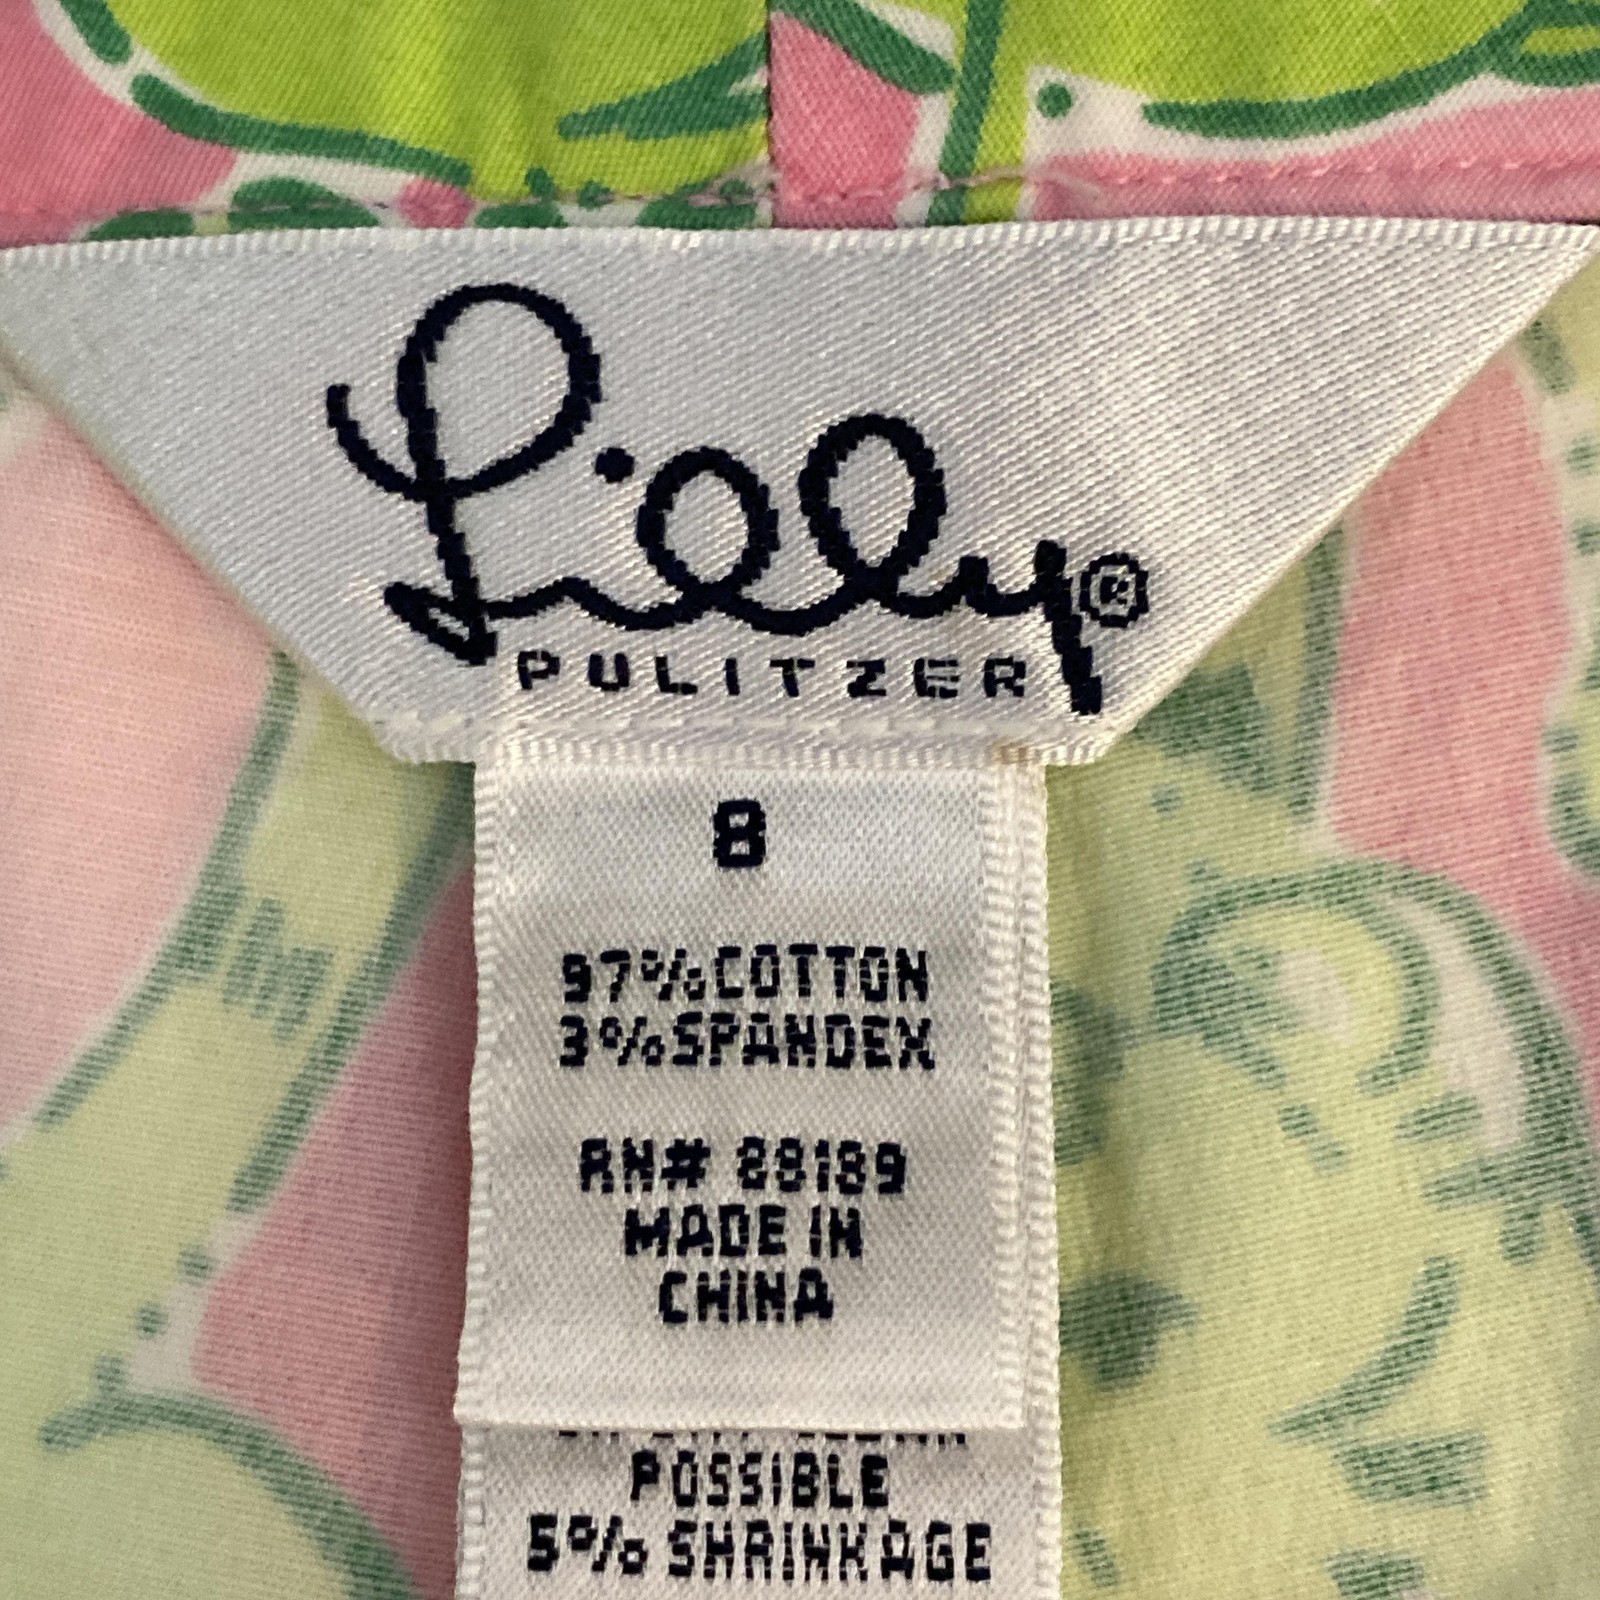 Lilly®
PULITZER
8
97%COTTON
3%SPANDEX
RN# 88189
MADE IN
CHINA
POSSIBLE
5% SHRINKAGE